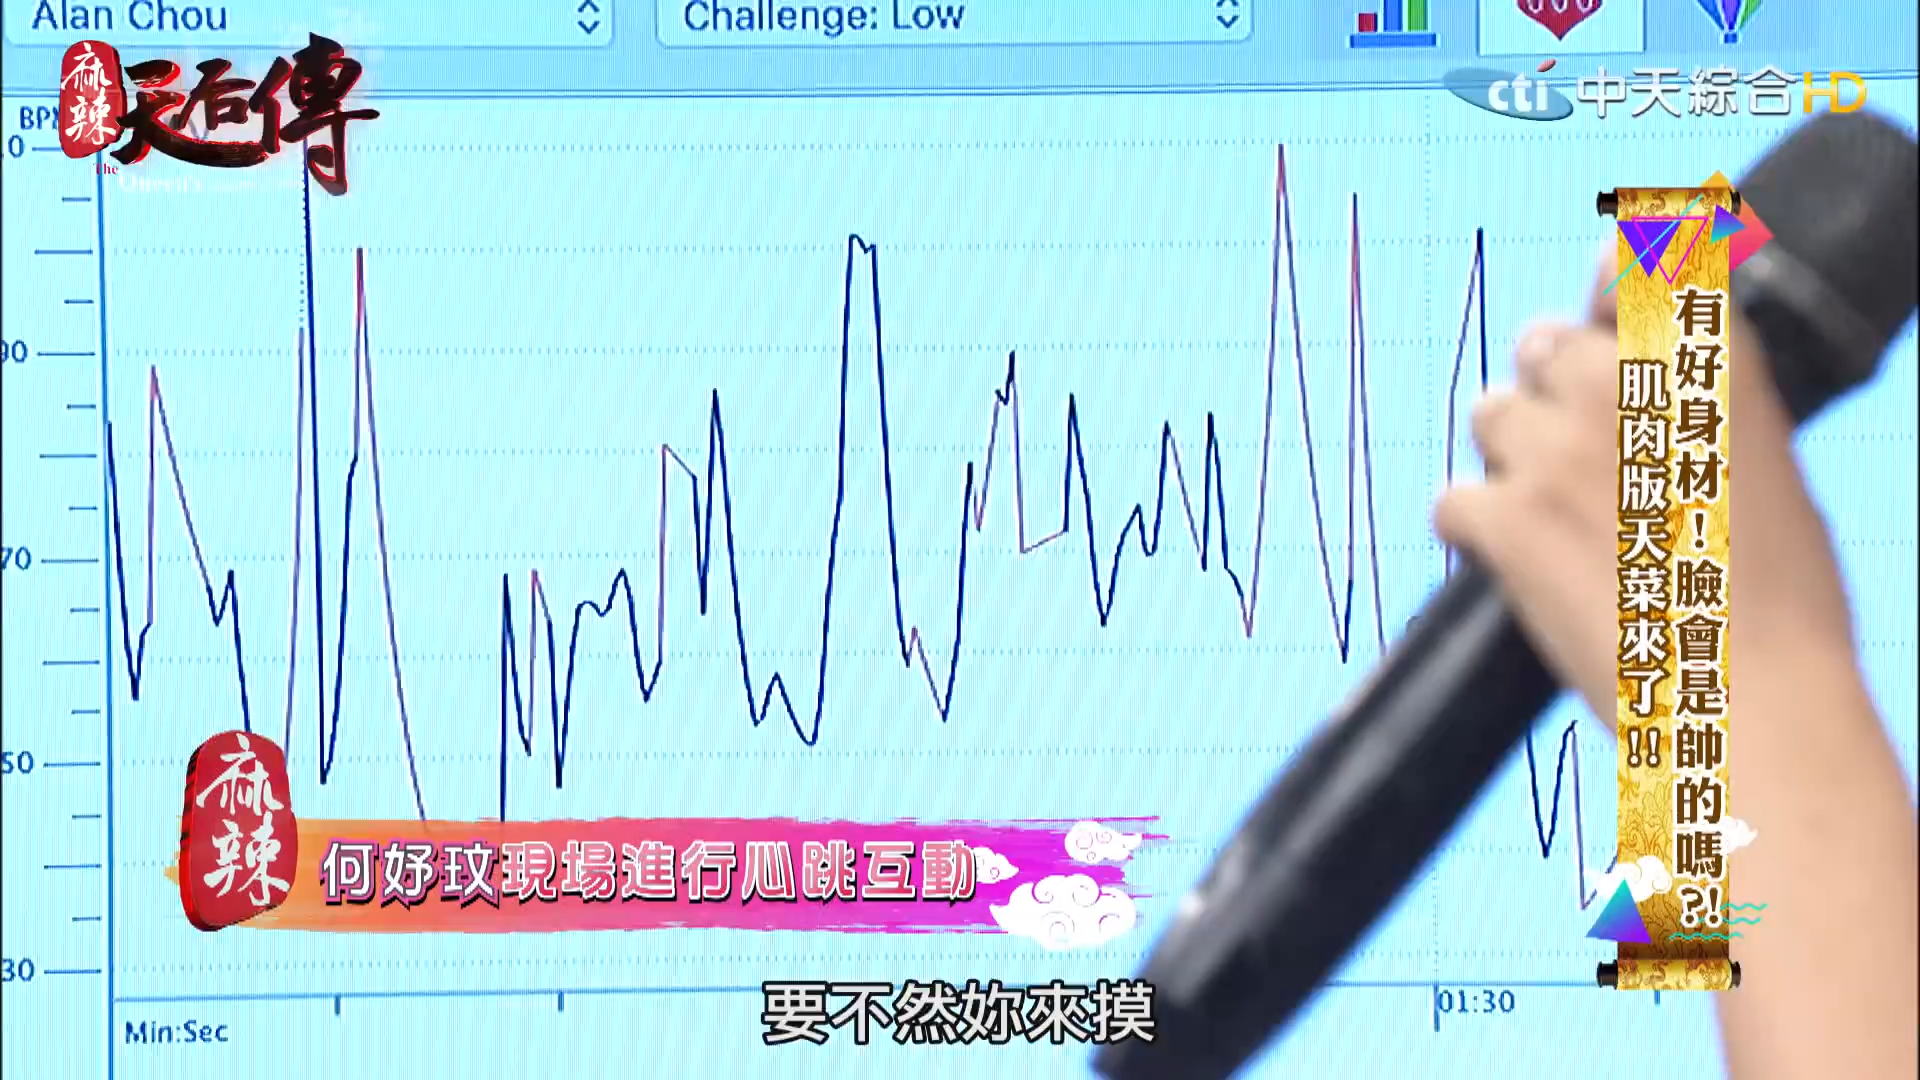 Alan Chou
Challenge: Low
麻辣
天后傳
The
cti 中天綜合HD
BPM
90
70
50
30
有好身材！臉會是帥的嗎?!
肌肉版天菜來了!!
麻辣
何妤玟現場進行心跳互動
01:30
Min:Sec
要不然妳來摸